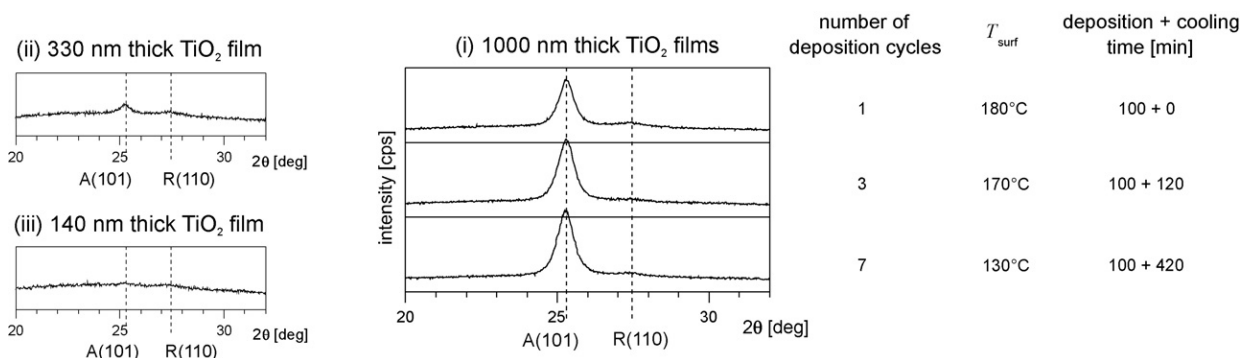 (ii) 330 nm thick TiO₂ film
20 25 30 2θ [deg]
A(101) R(110)
(iii) 140 nm thick TiO₂ film
20 25 30 2θ [deg]
A(101) R(110)
(i) 1000 nm thick TiO₂ films
intensity [cps]
20 25 30 2θ [deg]
A(101) R(110)
number of deposition cycles T surf deposition + cooling time [min]
1 180°C 100 + 0
3 170°C 100 + 120
7 130°C 100 + 420